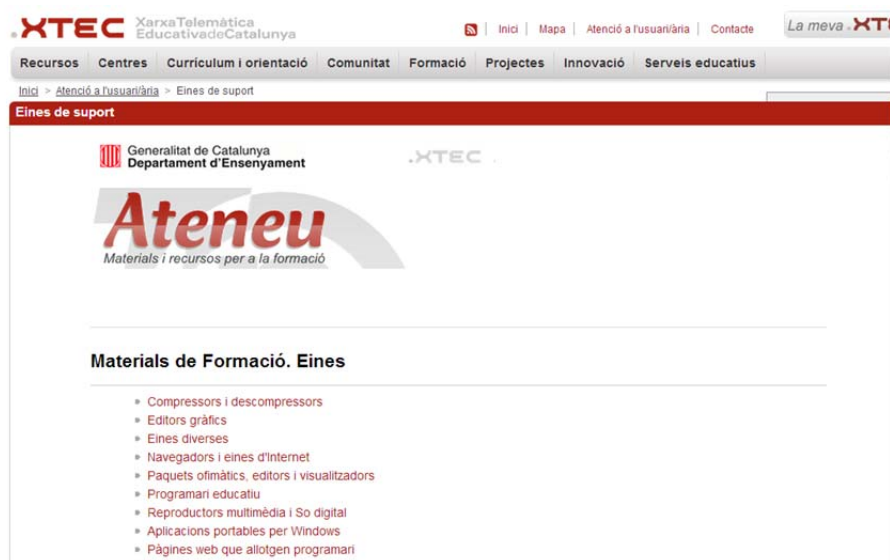 .XTEC XarxaTelemàtica
EducativadeCatalunya
Inici | Mapa | Atenció a l'usuari/ària | Contacte
La meva .XTE
Recursos Centres Currículum i orientació Comunitat Formació Projectes Innovació Serveis educatius
Inici > Atenció a l'usuari/ària > Eines de suport
Eines de suport
Generalitat de Catalunya
Departament d'Ensenyament
.XTEC .
Ateneu
Materials i recursos per a la formació
Materials de Formació. Eines
Compressors i descompressors
Editors gràfics
Eines diverses
Navegadors i eines d'Internet
Paquets ofimàtics, editors i visualitzadors
Programari educatiu
Reproductors multimèdia i So digital
Aplicacions portables per Windows
Pàgines web que allotgen programari